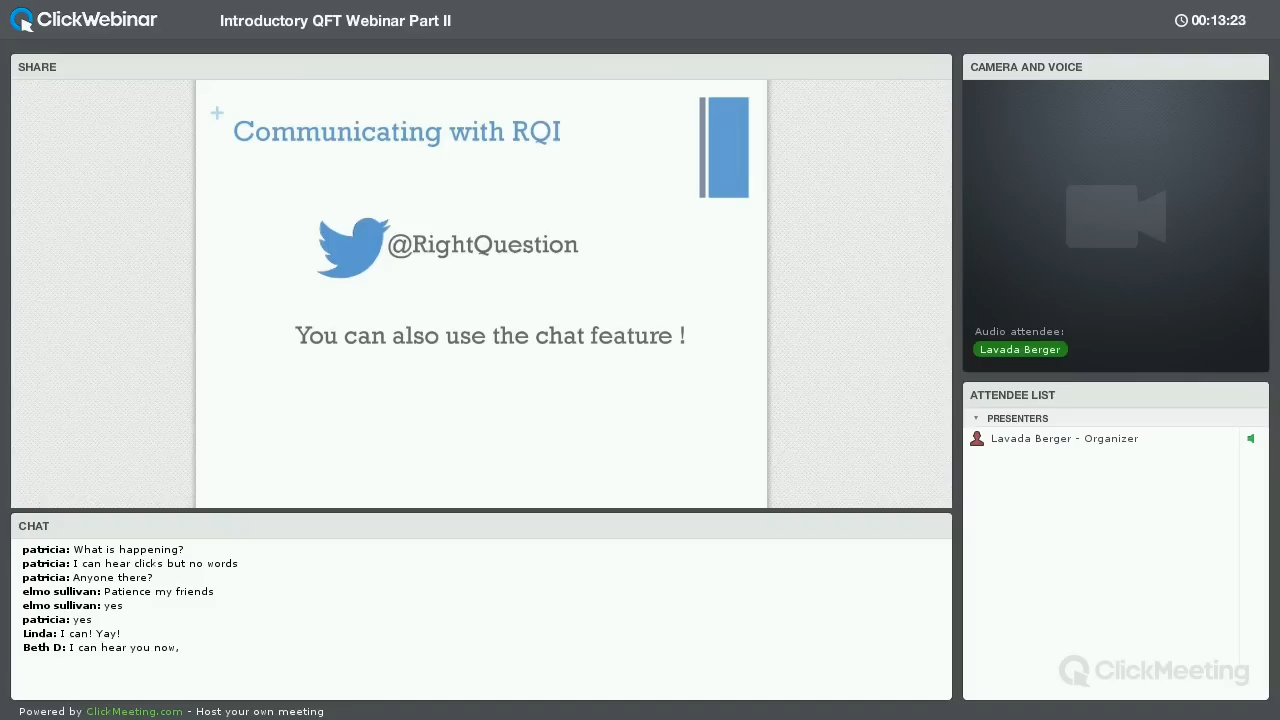 ClickWebinar
Introductory QFT Webinar Part II
00:13:23
SHARE
+
Communicating with RQI
@RightQuestion
You can also use the chat feature !
CAMERA AND VOICE
Audio attendee:
Lavada Berger
ATTENDEE LIST
PRESENTERS
Lavada Berger - Organizer
ClickMeeting
CHAT
patricia: What is happening?
patricia: I can hear clicks but no words
patricia: Anyone there?
elmo sullivan: Patience my friends
elmo sullivan: yes
patricia: yes
Linda: I can! Yay!
Beth D: I can hear you now,
Powered by ClickMeeting.com - Host your own meeting